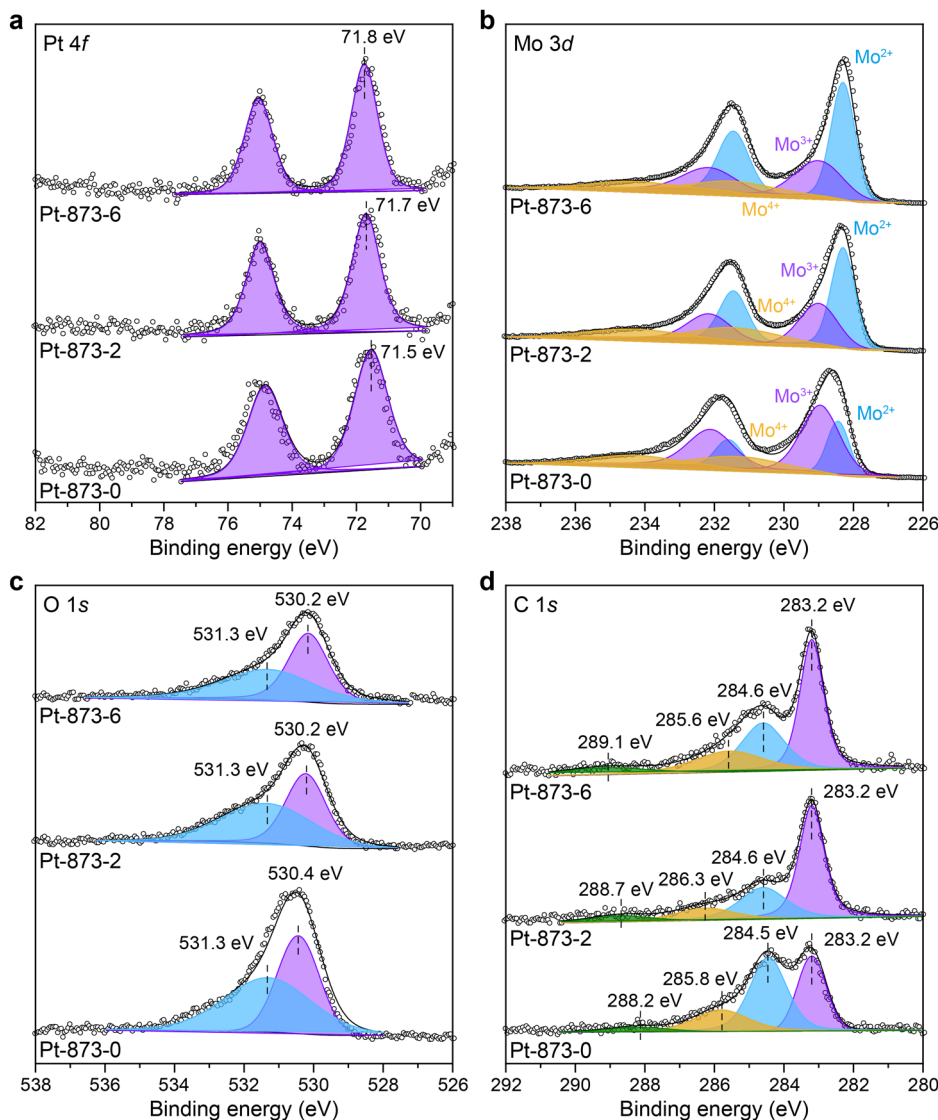 a
Pt 4f
71.8 eV
Pt-873-6
71.7 eV
Pt-873-2
71.5 eV
Pt-873-0
82 80 78 76 74 72 70
Binding energy (eV)
b
Mo 3d
Mo²⁺
Mo³⁺
Mo⁴⁺
Pt-873-6
Mo²⁺
Mo³⁺
Mo⁴⁺
Pt-873-2
Mo³⁺
Mo²⁺
Mo⁴⁺
Pt-873-0
238 236 234 232 230 228 226
Binding energy (eV)
c
O 1s
530.2 eV
531.3 eV
Pt-873-6
530.2 eV
531.3 eV
Pt-873-2
530.4 eV
531.3 eV
Pt-873-0
538 536 534 532 530 528 526
Binding energy (eV)
d
C 1s
283.2 eV
284.6 eV
285.6 eV
289.1 eV
Pt-873-6
283.2 eV
284.6 eV
286.3 eV
288.7 eV
Pt-873-2
284.5 eV
283.2 eV
285.8 eV
288.2 eV
Pt-873-0
292 290 288 286 284 282 280
Binding energy (eV)